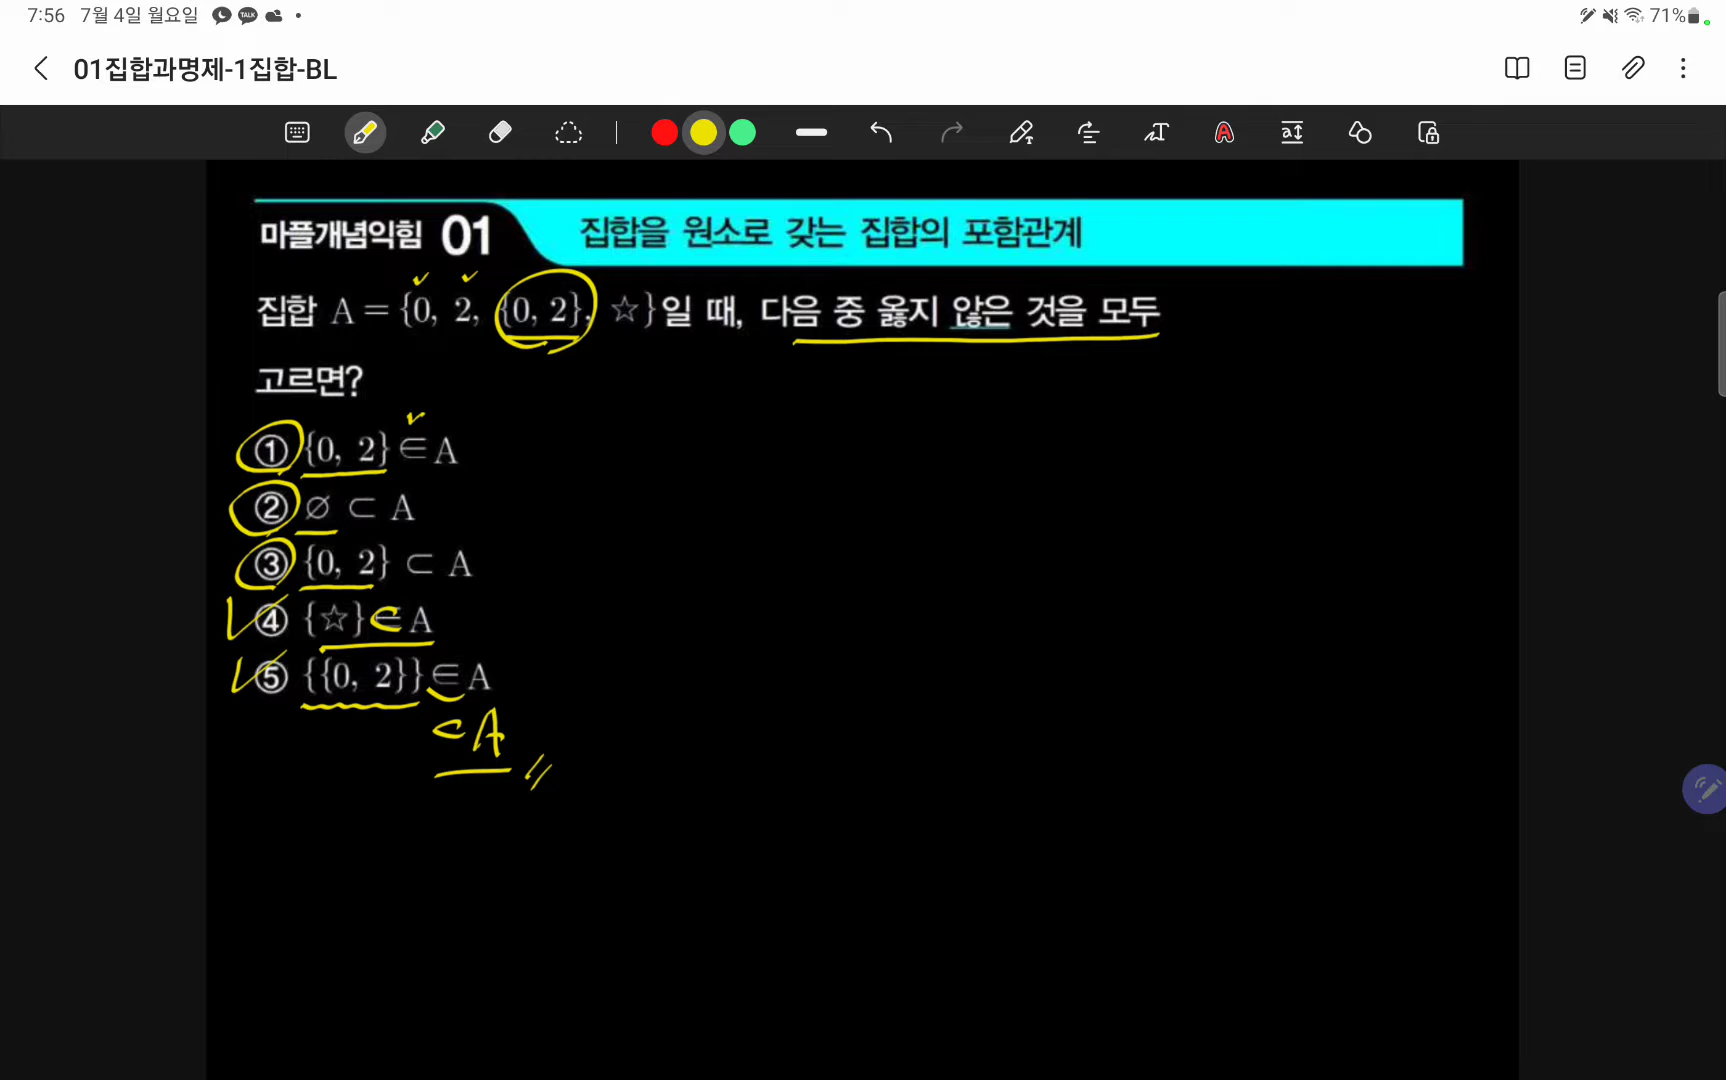 7:56 7월 4일 월요일 TALK 71%
01집합과명제-1집합-BL
마플개념익힘 01 집합을 원소로 갖는 집합의 포함관계
집합 A = {0, 2, {0, 2}, ☆}일 때, 다음 중 옳지 않은 것을 모두
고르면?
① {0, 2} ∈ A
② ∅ ⊂ A
③ {0, 2} ⊂ A
④ {☆} ∈ A
⑤ {{0, 2}} ∈ A
⊂ A